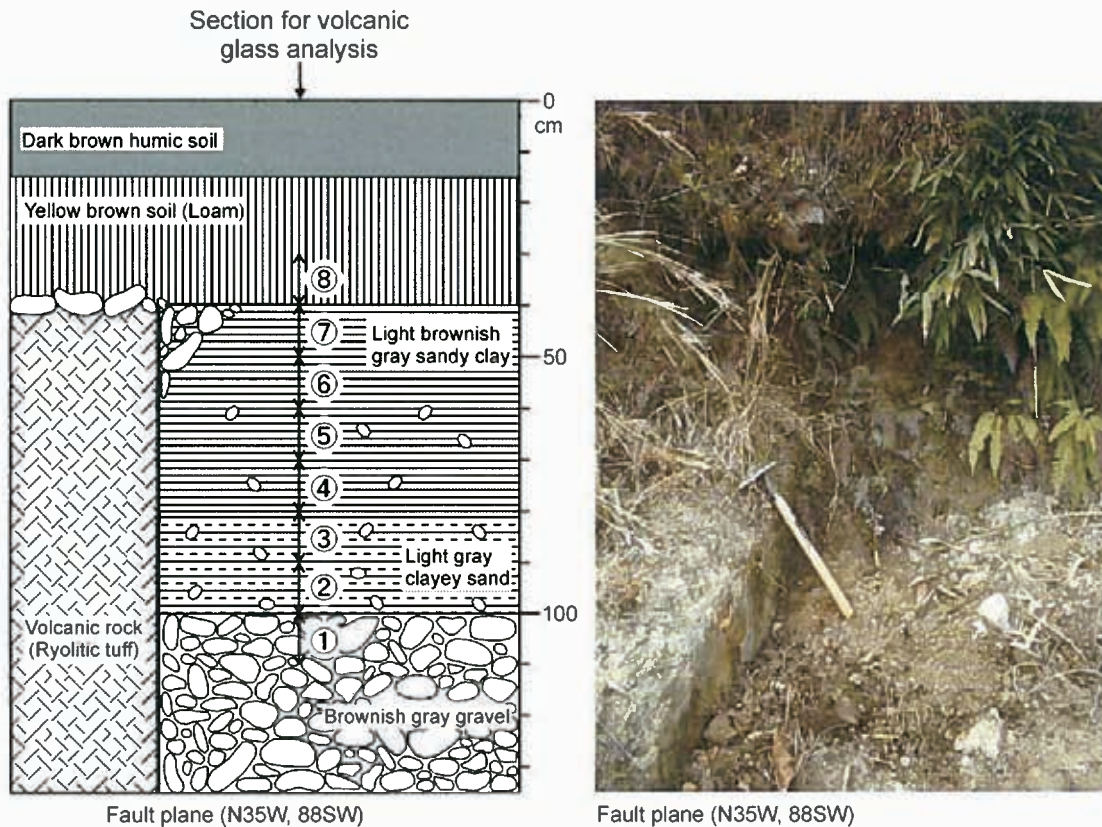 Section for volcanic
glass analysis
0
cm
Dark brown humic soil
Yellow brown soil (Loam)
⑧
⑦
Light brownish
gray sandy clay
50
⑥
⑤
④
③
Light gray
clayey sand
②
100
Volcanic rock
(Ryolitic tuff)
①
Brownish gray gravel
Fault plane (N35W, 88SW)
Fault plane (N35W, 88SW)